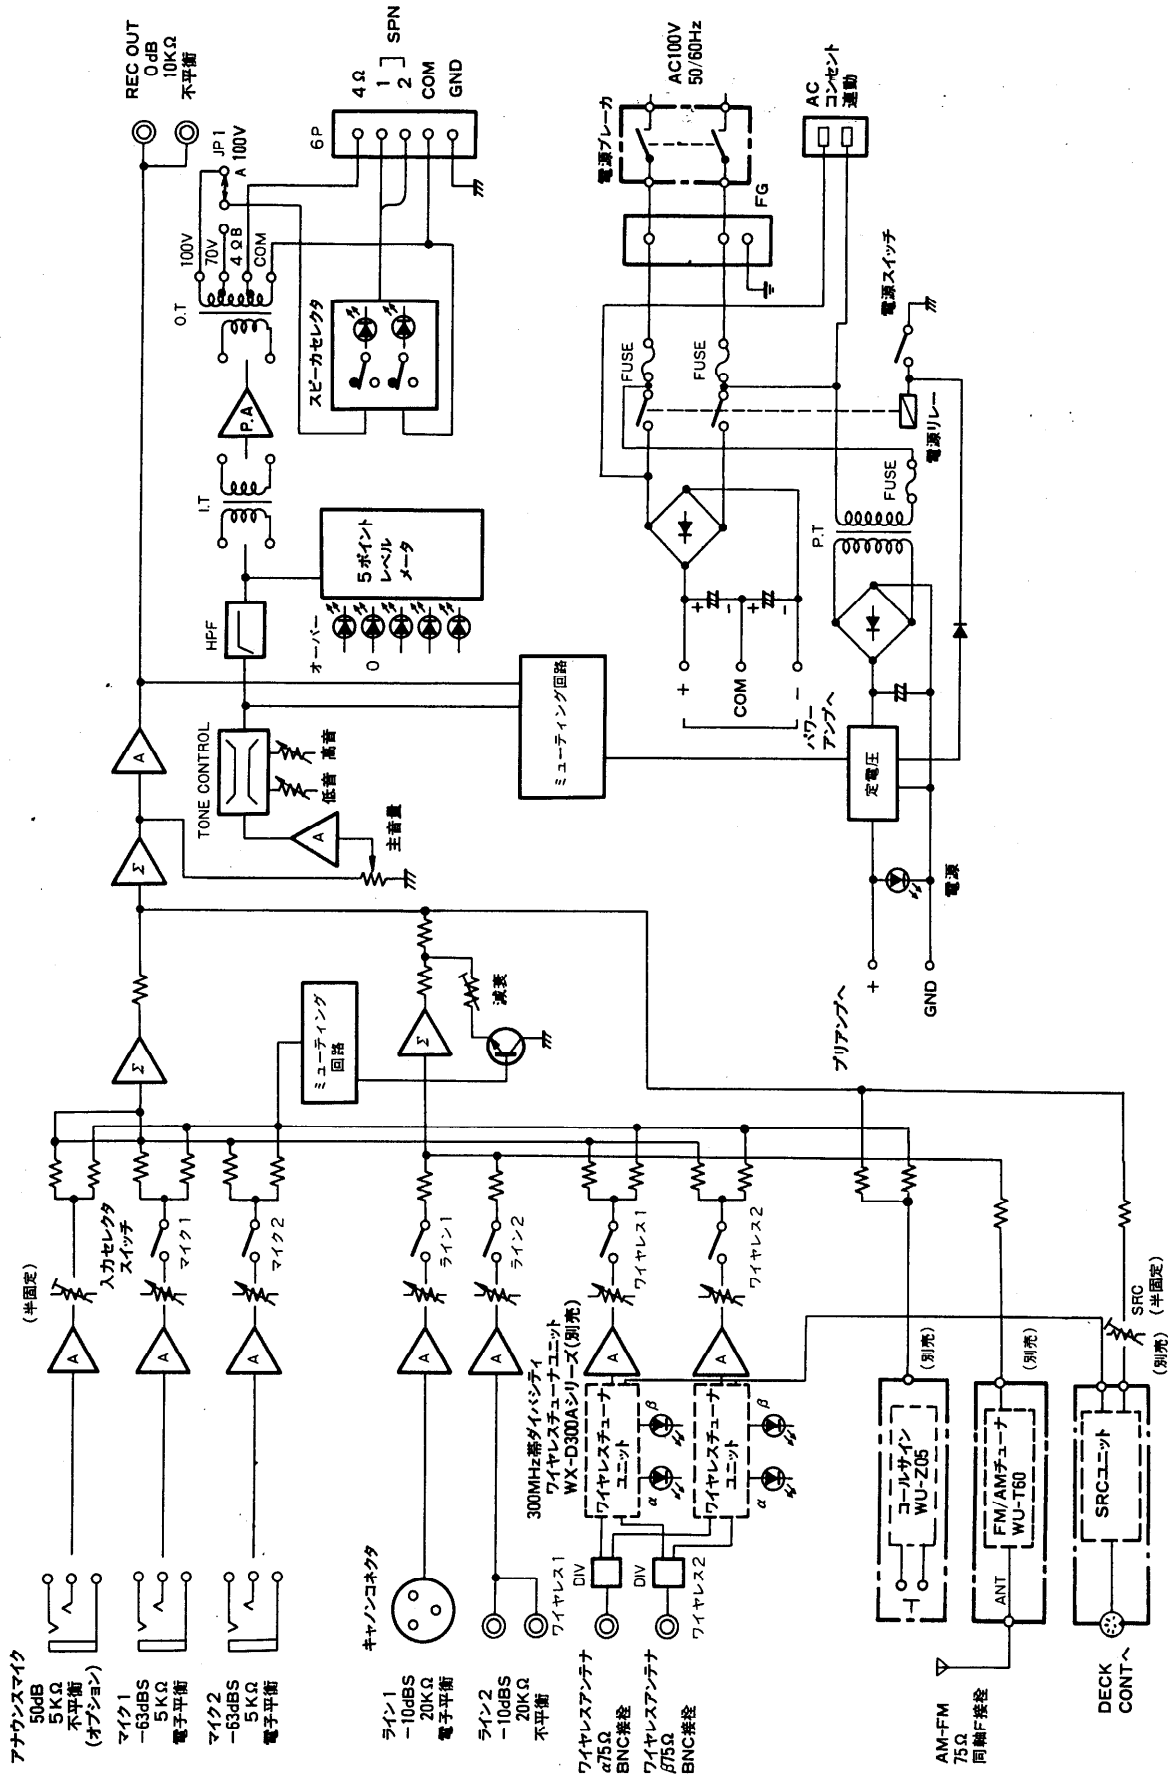 アナウンスマイク
50dB
5KΩ
不平衡
(オプション)
マイク1
−63dBS
5KΩ
電子平衡
マイク2
−63dBS
5KΩ
電子平衡
キャノンコネクタ
ライン1
−10dBS
20KΩ
電子平衡
ライン2
−10dBS
20KΩ
不平衡
ワイヤレスアンテナ
α75Ω
BNC接栓
ワイヤレスアンテナ
β75Ω
BNC接栓
ワイヤレス1
ワイヤレス2
DIV
DIV
AM-FM
75Ω
同軸F接栓
DECK
CONTへ
(半固定)
A
A
A
A
A
A
A
入力セレクタ
スイッチ
マイク1
マイク2
ライン1
ライン2
ワイヤレス1
ワイヤレス2
300MHz帯ダイバシティ
ワイヤレスチューナユニット
WX-D300Aシリーズ(別売)
ワイヤレスチューナ
ユニット
α
β
ワイヤレスチューナ
ユニット
α
β
コールサイン
WU-Z05
(別売)
ANT
FM/AMチューナ
WU-T60
(別売)
SRCユニット
SRC
(半固定)
(別売)
Σ
ミューティング
回路
Σ
減衰
Σ
A
主音量
A
TONE CONTROL
低音
高音
HPF
オーバー
0
5ポイント
レベル
メータ
ミューティング回路
I.T
P.A
O.T
100V
70V
4Ω
COM
B
JP1
A 100V
REC OUT
0dB
10KΩ
不平衡
スピーカセレクタ
6P
4Ω
1
2
SPN
COM
GND
電源ブレーカ
AC100V
50/60Hz
FG
AC
コンセント
連動
FUSE
FUSE
電源スイッチ
電源リレー
FUSE
P.T
+
−
+
−
+
COM
−
パワー
アンプへ
定電圧
電源
プリアンプへ
+
GND